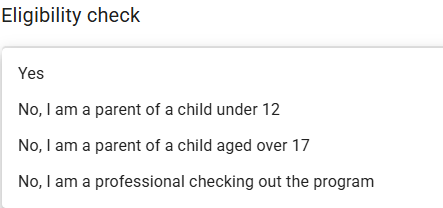 Eligibility check
Yes
No, I am a parent of a child under 12
No, I am a parent of a child aged over 17
No, I am a professional checking out the program